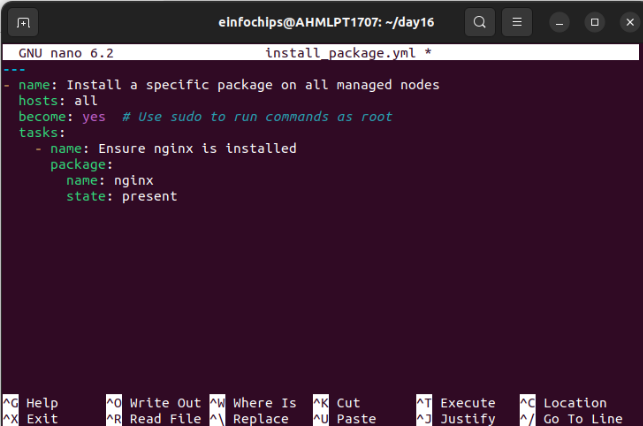 einfochips@AHMLPT1707: ~/day16
GNU nano 6.2 install_package.yml *
---
- name: Install a specific package on all managed nodes
  hosts: all
  become: yes  # Use sudo to run commands as root
  tasks:
    - name: Ensure nginx is installed
      package:
        name: nginx
        state: present
^G Help ^O Write Out ^W Where Is ^K Cut ^T Execute ^C Location
^X Exit ^R Read File ^\ Replace ^U Paste ^J Justify ^/ Go To Line